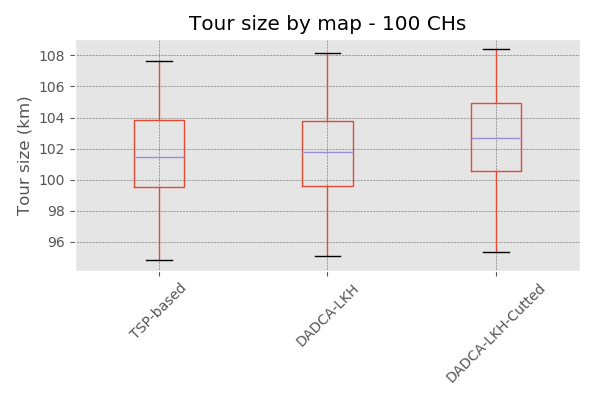 Tour size by map - 100 CHs
Tour size (km)
108
106
104
102
100
98
96
TSP-based
DADCA-LKH
DADCA-LKH-Cutted